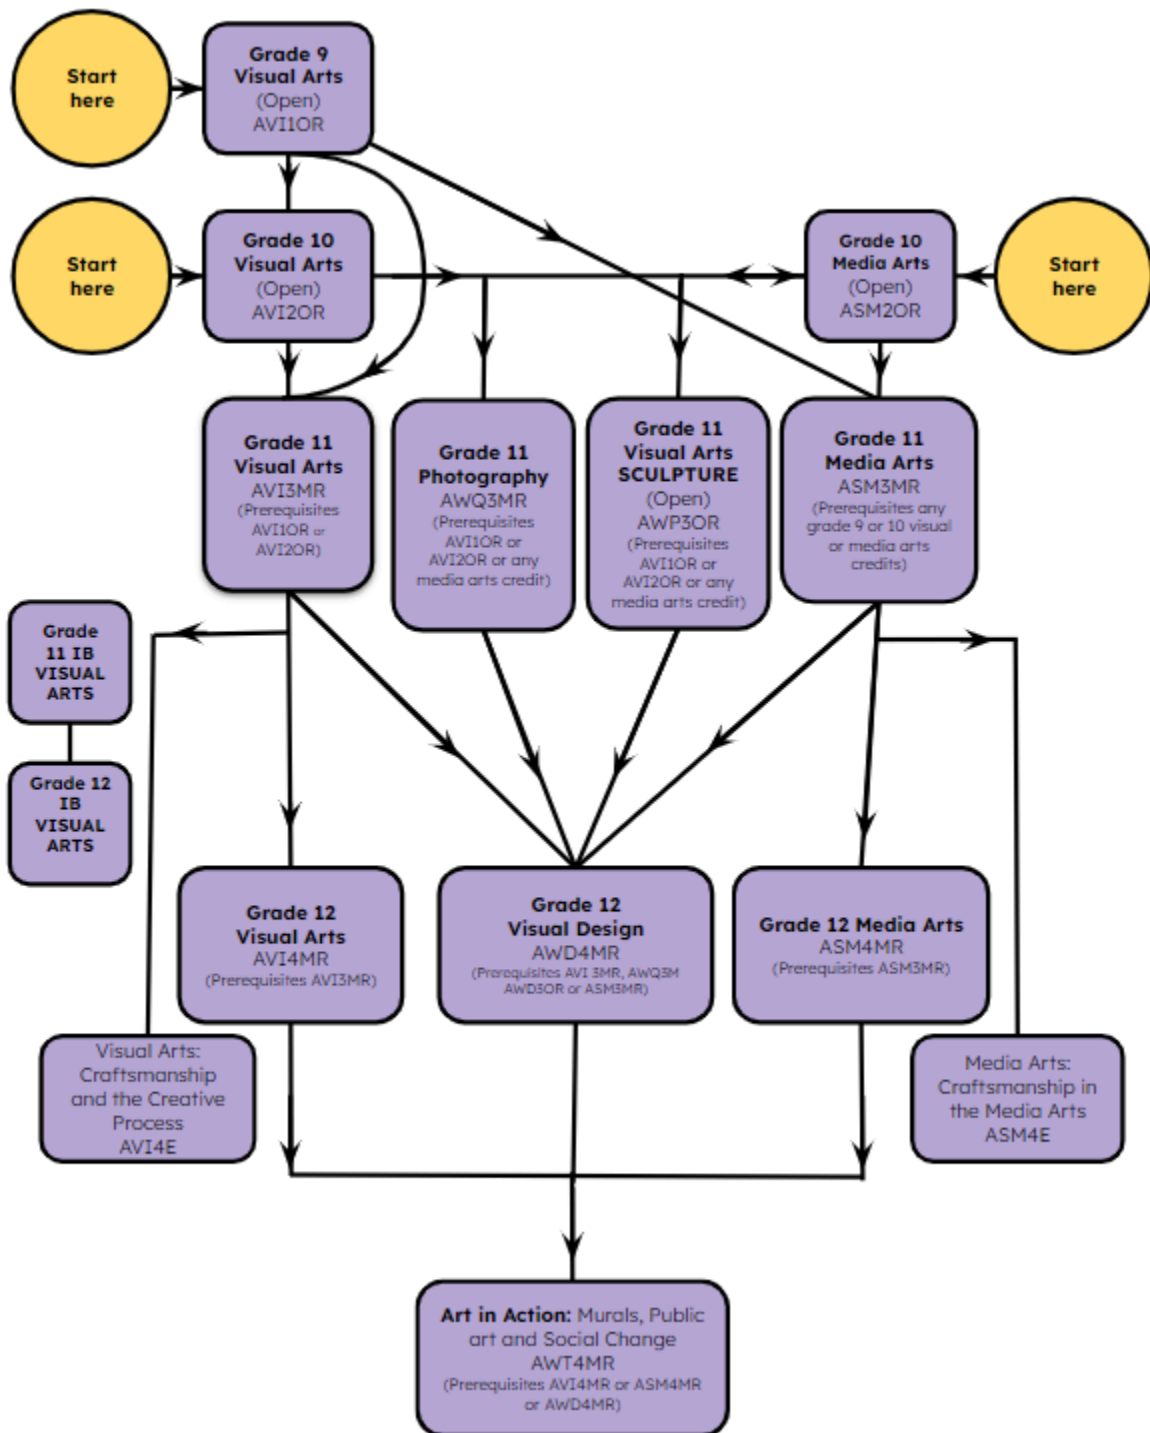 Start
here
Grade 9
Visual Arts
(Open)
AVI1OR
Start
here
Grade 10
Visual Arts
(Open)
AVI2OR
Grade 10
Media Arts
(Open)
ASM2OR
Start
here
Grade 11
Visual Arts
AVI3MR
(Prerequisites
AVI1OR or
AVI2OR)
Grade 11
Photography
AWQ3MR
(Prerequisites
AVI1OR or
AVI2OR or any
media arts credit)
Grade 11
Visual Arts
SCULPTURE
(Open)
AWP3OR
(Prerequisites
AVI1OR or
AVI2OR or any
media arts credit)
Grade 11
Media Arts
ASM3MR
(Prerequisites any
grade 9 or 10 visual
or media arts
credits)
Grade
11 IB
VISUAL
ARTS
Grade 12
IB
VISUAL
ARTS
Grade 12
Visual Arts
AVI4MR
(Prerequisites AVI3MR)
Grade 12
Visual Design
AWD4MR
(Prerequisites AVI 3MR, AWQ3M
AWD3OR or ASM3MR)
Grade 12 Media Arts
ASM4MR
(Prerequisites ASM3MR)
Visual Arts:
Craftsmanship
and the Creative
Process
AVI4E
Media Arts:
Craftsmanship in
the Media Arts
ASM4E
Art in Action: Murals, Public
art and Social Change
AWT4MR
(Prerequisites AVI4MR or ASM4MR
or AWD4MR)